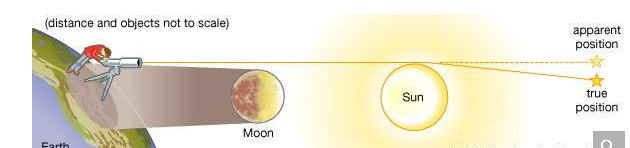 (distance and objects not to scale)
apparent
position
Sun
true
position
Moon
Earth